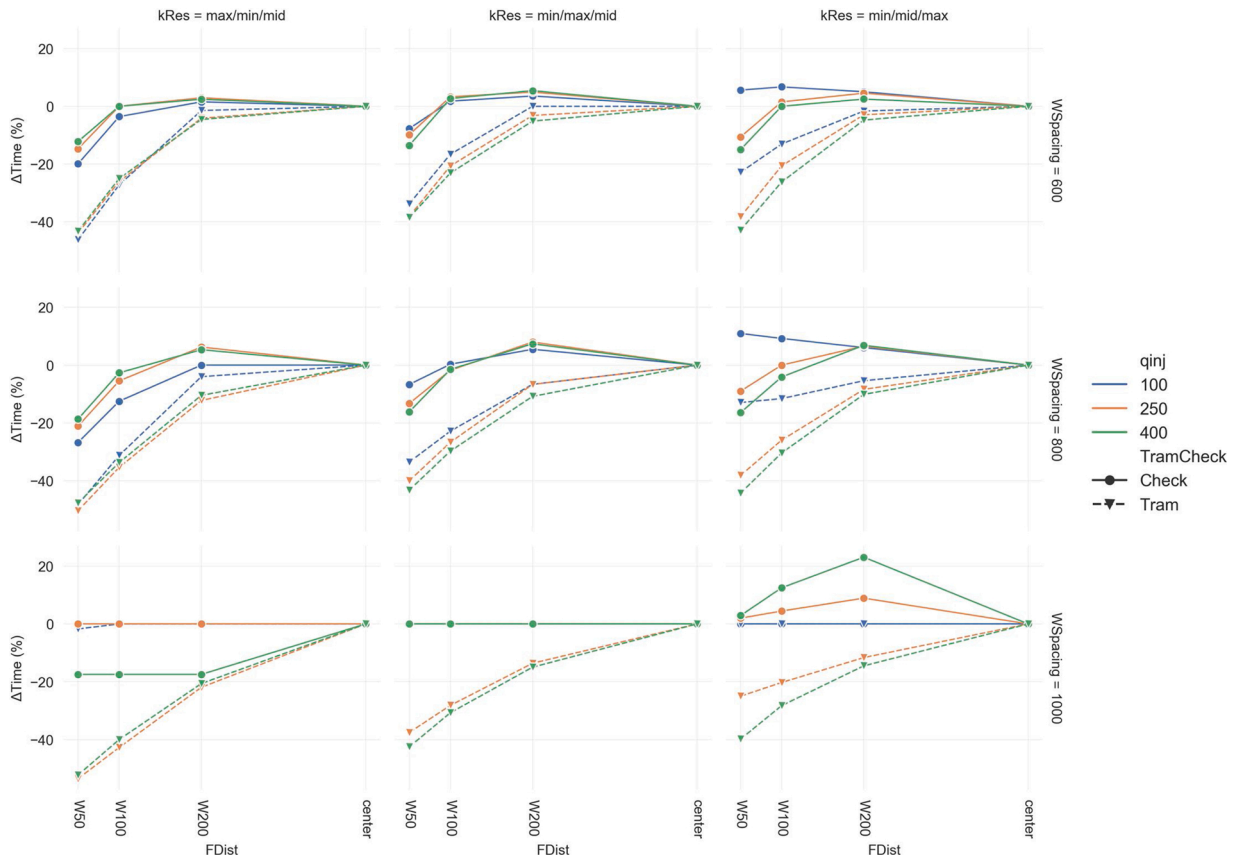 kRes = max/min/mid
kRes = min/max/mid
kRes = min/mid/max
20
0
−20
−40
ΔTime (%)
WSpacing = 600
20
0
−20
−40
ΔTime (%)
WSpacing = 800
20
0
−20
−40
ΔTime (%)
WSpacing = 1000
W50
W100
W200
center
W50
W100
W200
center
W50
W100
W200
center
FDist
FDist
FDist
qinj
100
250
400
TramCheck
Check
Tram